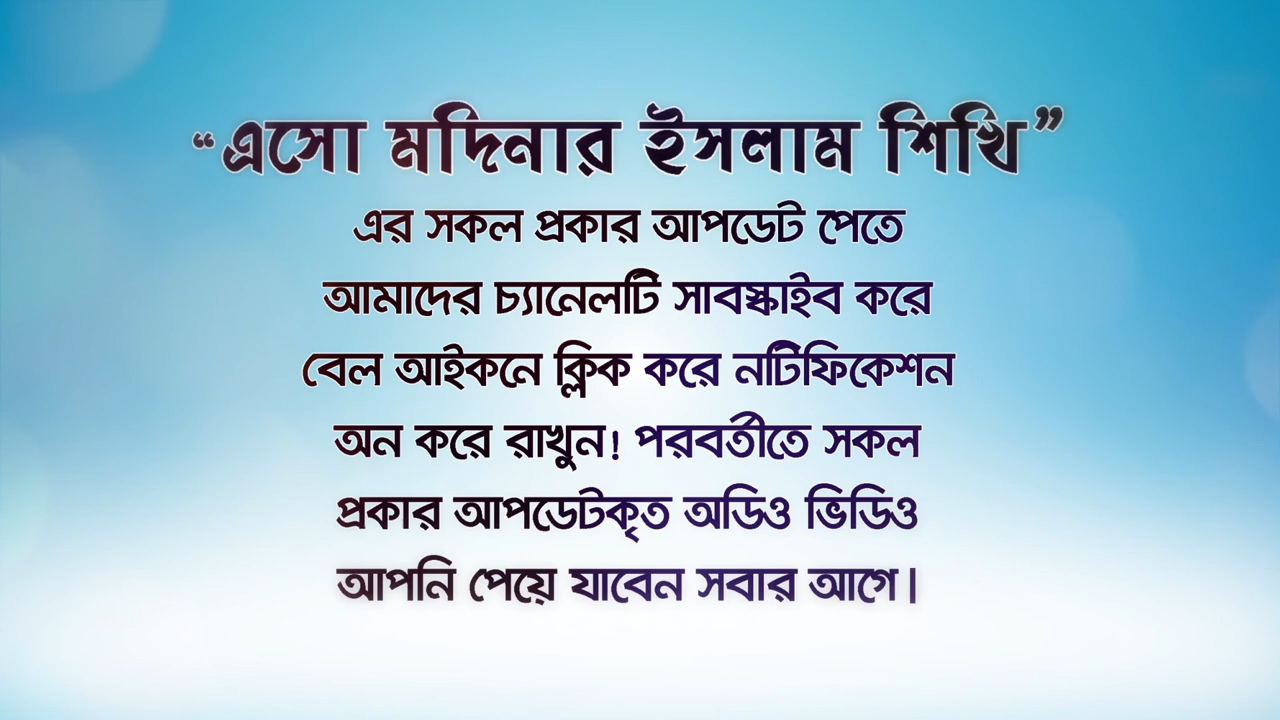 “এসো মদিনার ইসলাম শিখি”
এর সকল প্রকার আপডেট পেতে
আমাদের চ্যানেলটি সাবস্ক্রাইব করে
বেল আইকনে ক্লিক করে নটিফিকেশন
অন করে রাখুন! পরবর্তীতে সকল
প্রকার আপডেটকৃত অডিও ভিডিও
আপনি পেয়ে যাবেন সবার আগে।